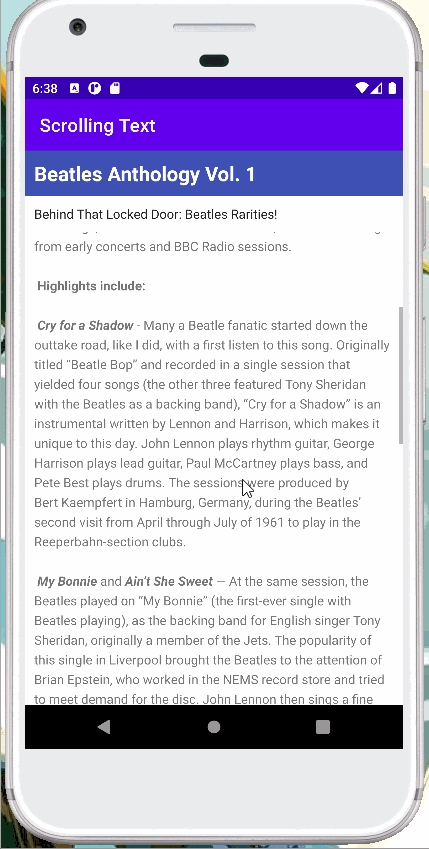 6:38
Scrolling Text
Beatles Anthology Vol. 1
Behind That Locked Door: Beatles Rarities!
from early concerts and BBC Radio sessions.
Highlights include:
Cry for a Shadow - Many a Beatle fanatic started down the
outtake road, like I did, with a first listen to this song. Originally
titled “Beatle Bop” and recorded in a single session that
yielded four songs (the other three featured Tony Sheridan
with the Beatles as a backing band), “Cry for a Shadow” is an
instrumental written by Lennon and Harrison, which makes it
unique to this day. John Lennon plays rhythm guitar, George
Harrison plays lead guitar, Paul McCartney plays bass, and
Pete Best plays drums. The sessions were produced by
Bert Kaempfert in Hamburg, Germany, during the Beatles’
second visit from April through July of 1961 to play in the
Reeperbahn-section clubs.
My Bonnie and Ain’t She Sweet — At the same session, the
Beatles played on “My Bonnie” (the first-ever single with
Beatles playing), as the backing band for English singer Tony
Sheridan, originally a member of the Jets. The popularity of
this single in Liverpool brought the Beatles to the attention of
Brian Epstein, who worked in the NEMS record store and tried
to meet demand for the disc. John Lennon then sings a fine